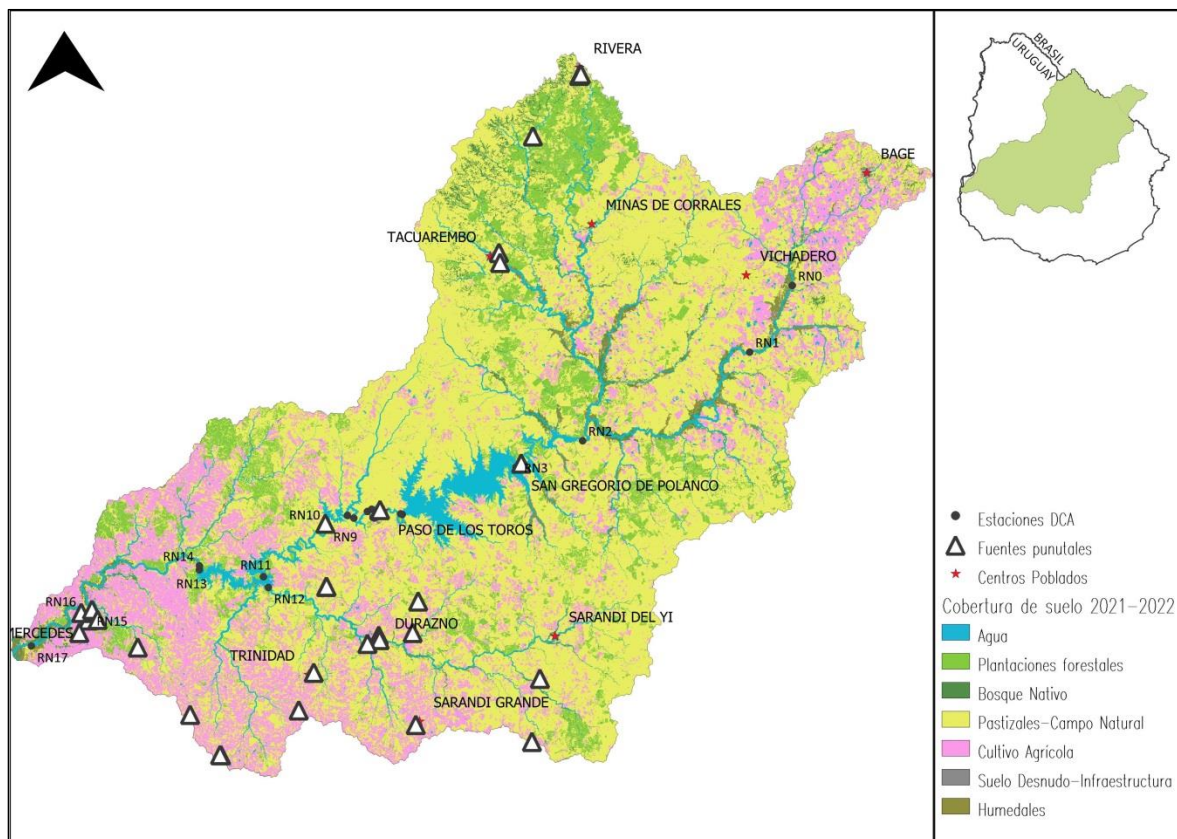 RIVERA
BAGE
MINAS DE CORRALES
TACUAREMBO
VICHADERO
RN0
RN1
RN2
RN3
SAN GREGORIO DE POLANCO
RN10
RN9
PASO DE LOS TOROS
RN14
RN11
RN13
RN12
RN16
RN15
MERCEDES
RN17
DURAZNO
SARANDI DEL YI
TRINIDAD
SARANDI GRANDE
BRASIL
URUGUAY
Estaciones DCA
Fuentes punutales
Centros Poblados
Cobertura de suelo 2021-2022
Agua
Plantaciones forestales
Bosque Nativo
Pastizales-Campo Natural
Cultivo Agrícola
Suelo Desnudo-Infraestructura
Humedales